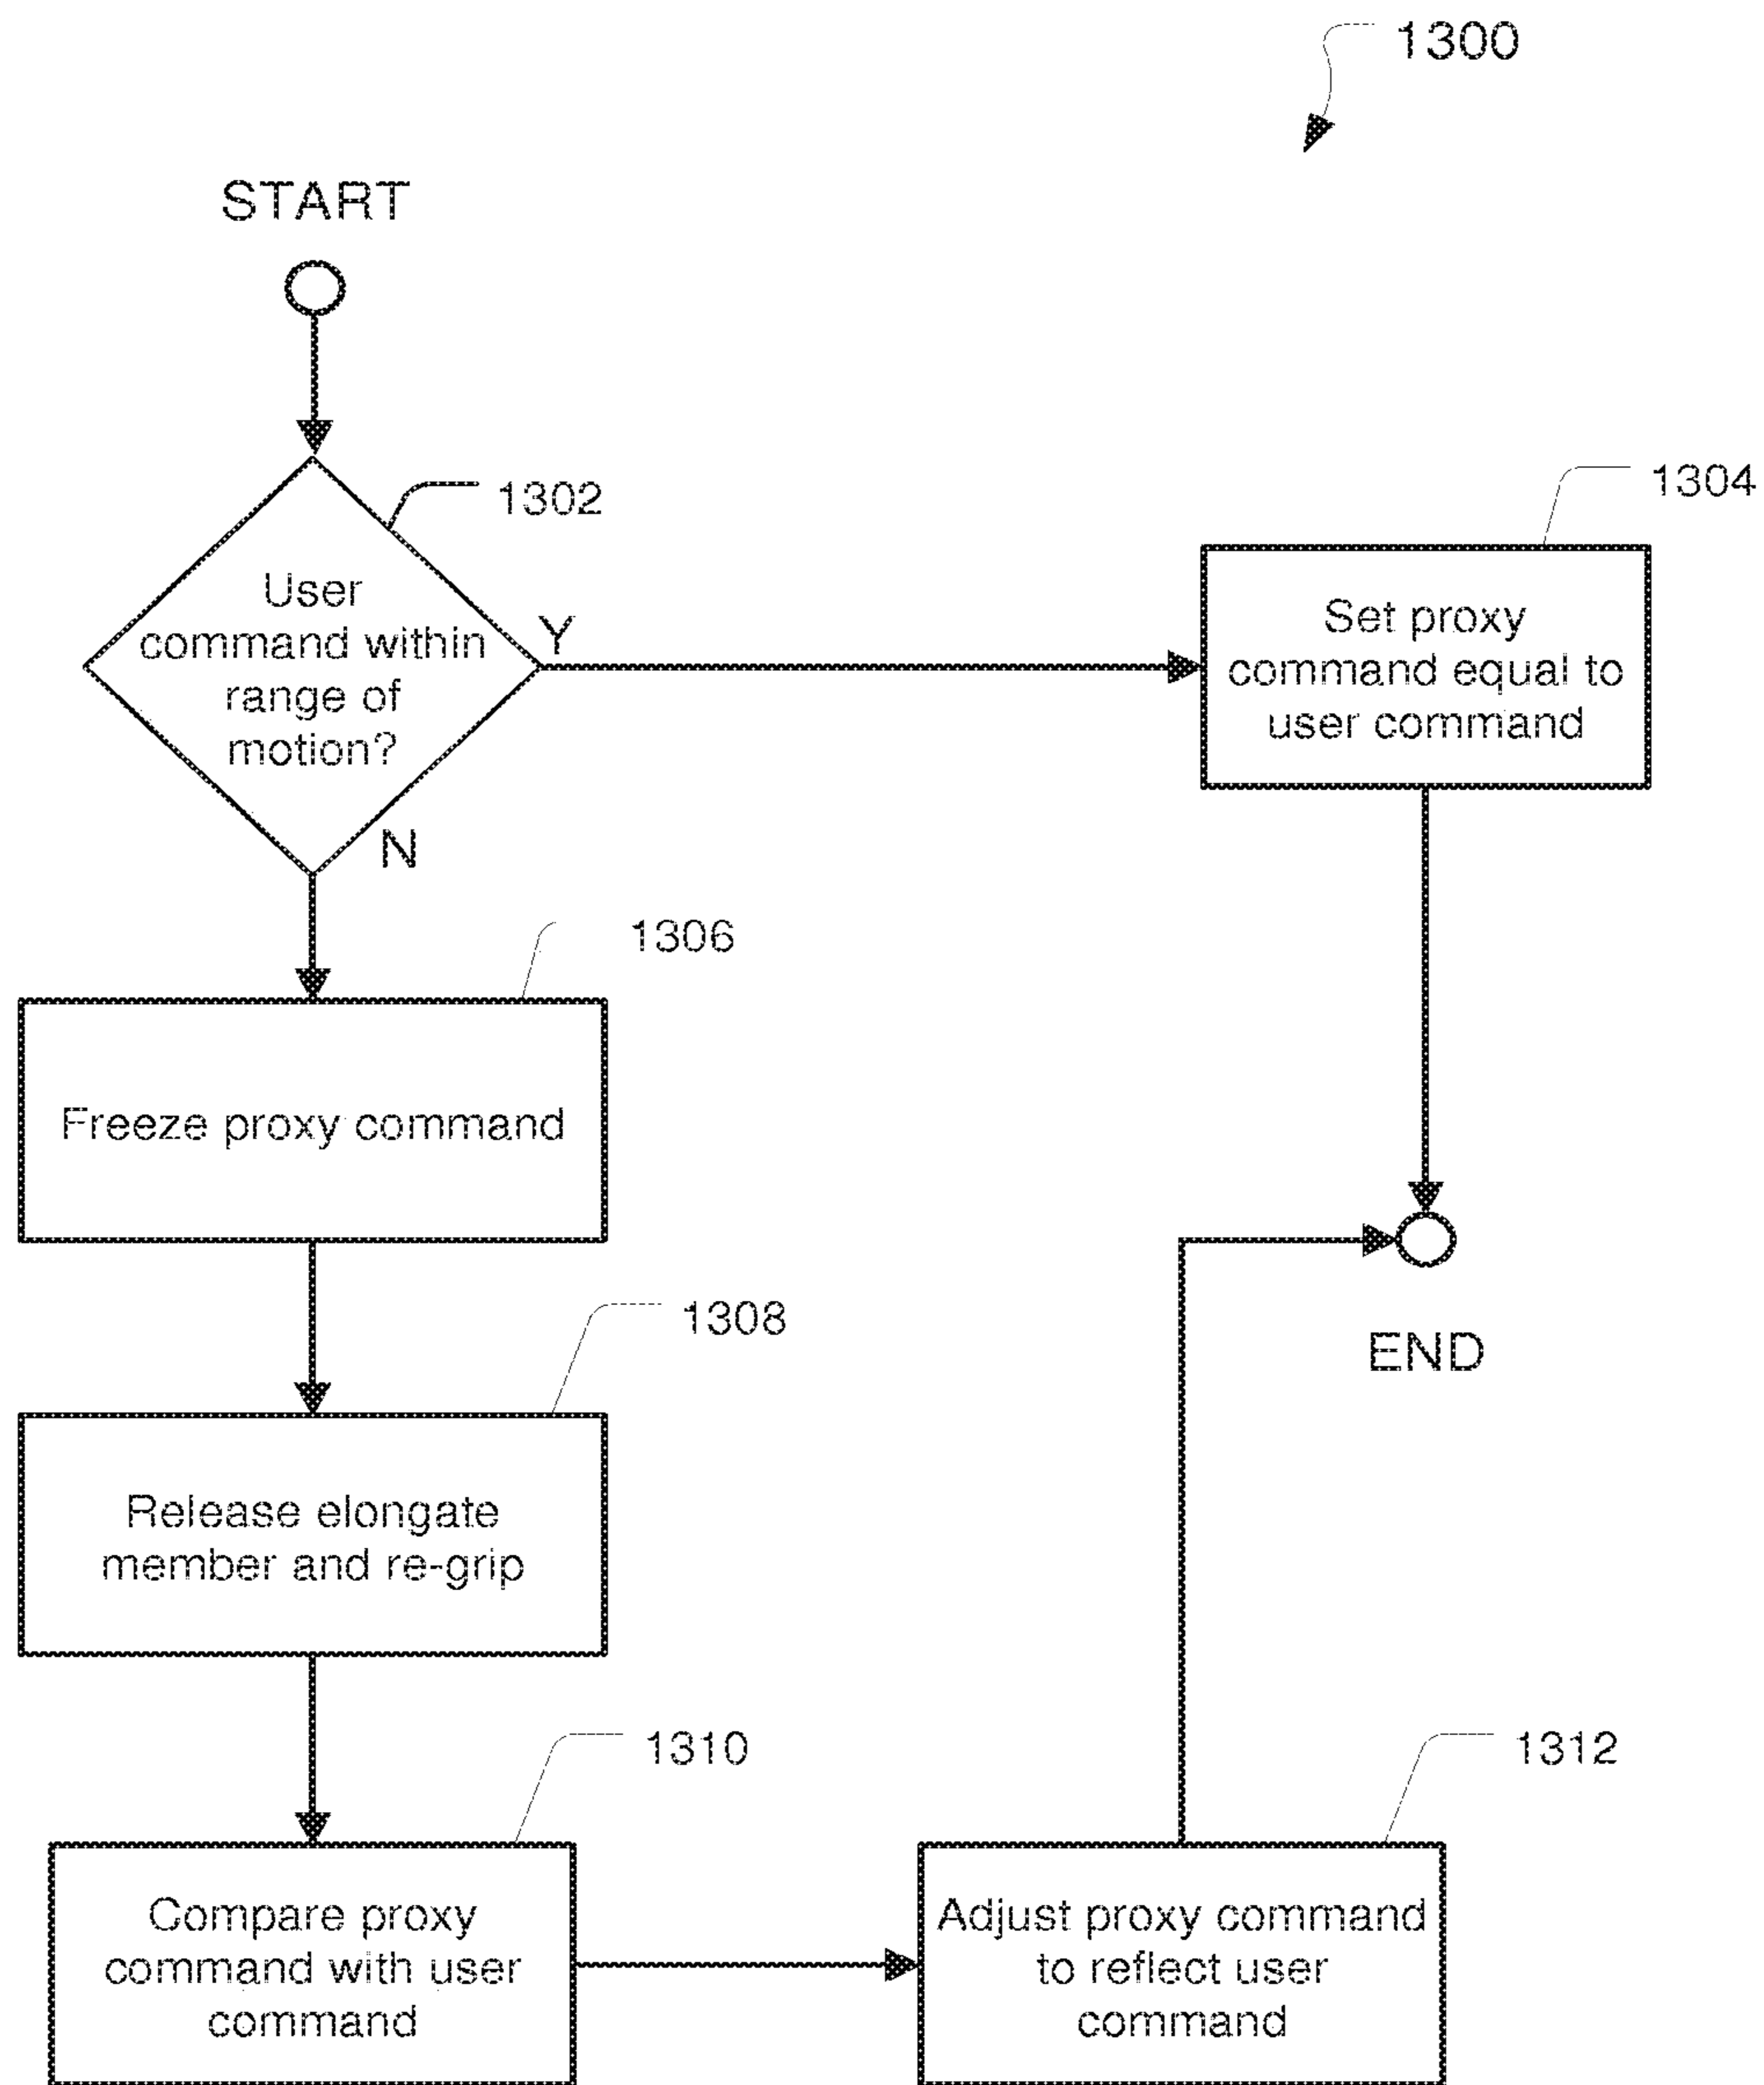 1300
START
1302
User
command within
range of
motion?
Y
N
1304
Set proxy
command equal to
user command
1306
Freeze proxy command
1308
Release elongate
member and re-grip
END
1310
Compare proxy
command with user
command
1312
Adjust proxy command
to reflect user
command